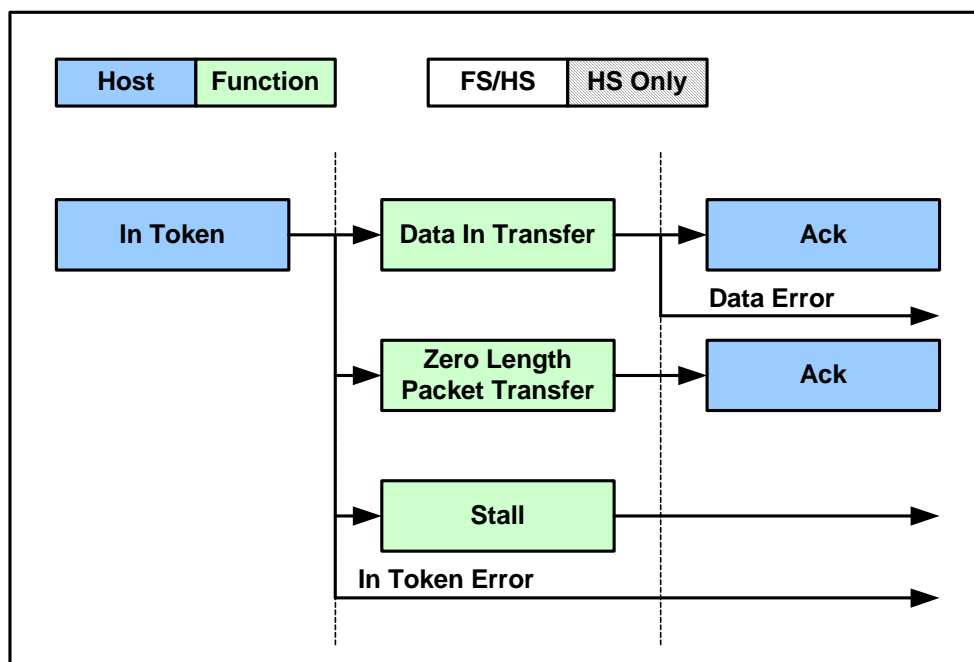 Host
Function
FS/HS
HS Only
In Token
Data In Transfer
Ack
Data Error
Zero Length
Packet Transfer
Ack
Stall
In Token Error